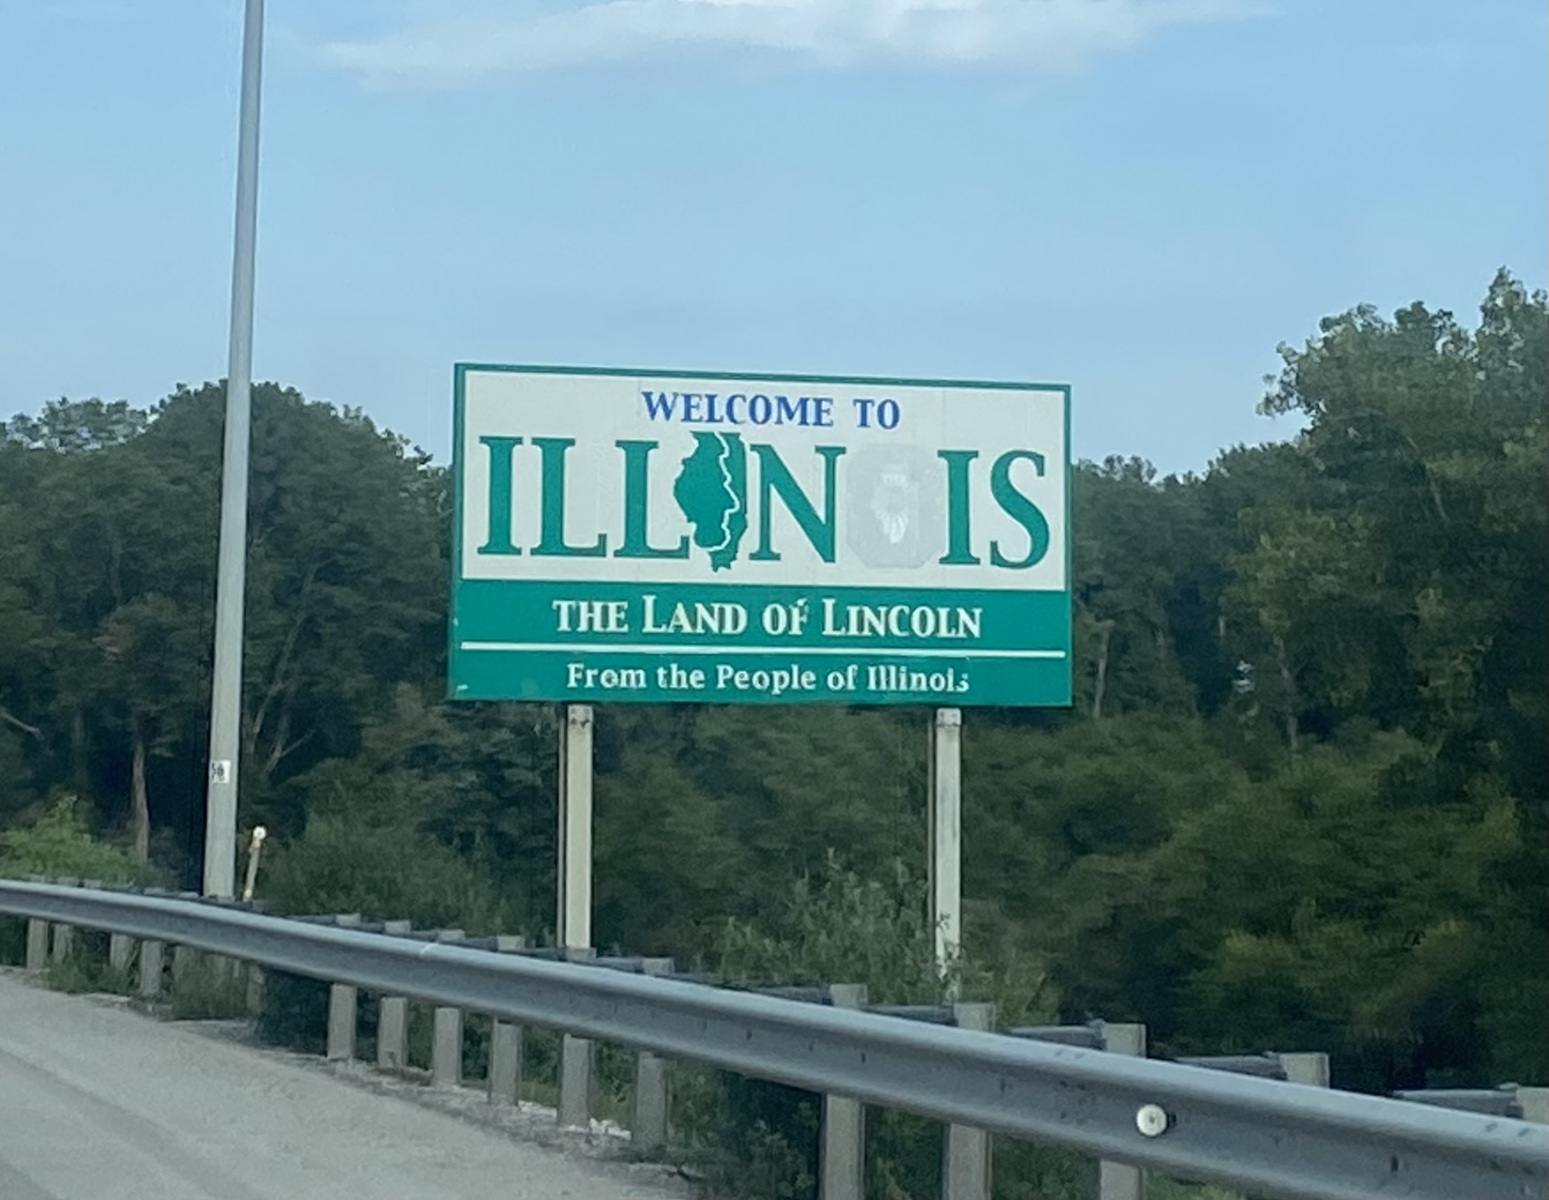 WELCOME TO
ILLINOIS
THE LAND OF LINCOLN
From the People of Illinois